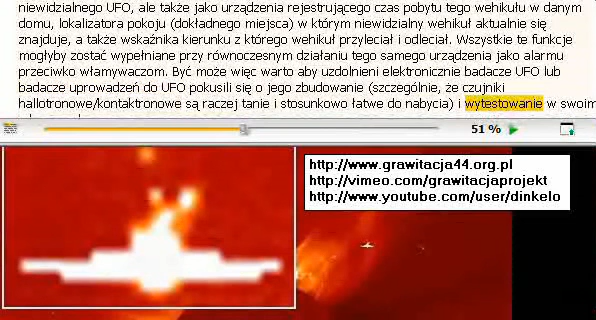 niewidzialnego UFO, ale także jako urządzenia rejestrującego czas pobytu tego wehikułu w danym
domu, lokalizatora pokoju (dokładnego miejsca) w którym niewidzialny wehikuł aktualnie się
znajduje, a także wskaźnika kierunku z którego wehikuł przyleciał i odleciał. Wszystkie te funkcje
mogłyby zostać wypełniane przy równoczesnym działaniu tego samego urządzenia jako alarmu
przeciwko włamywaczom. Być może więc warto aby uzdolnieni elektronicznie badacze UFO lub
badacze uprowadzeń do UFO pokusili się o jego zbudowanie (szczególnie, że czujniki
hallotronowe/kontaktronowe są raczej tanie i stosunkowo łatwe do nabycia) i wytestowanie w swoim
51 %
http://www.grawitacja44.org.pl
http://vimeo.com/grawitacjaprojekt
http://www.youtube.com/user/dinkelo